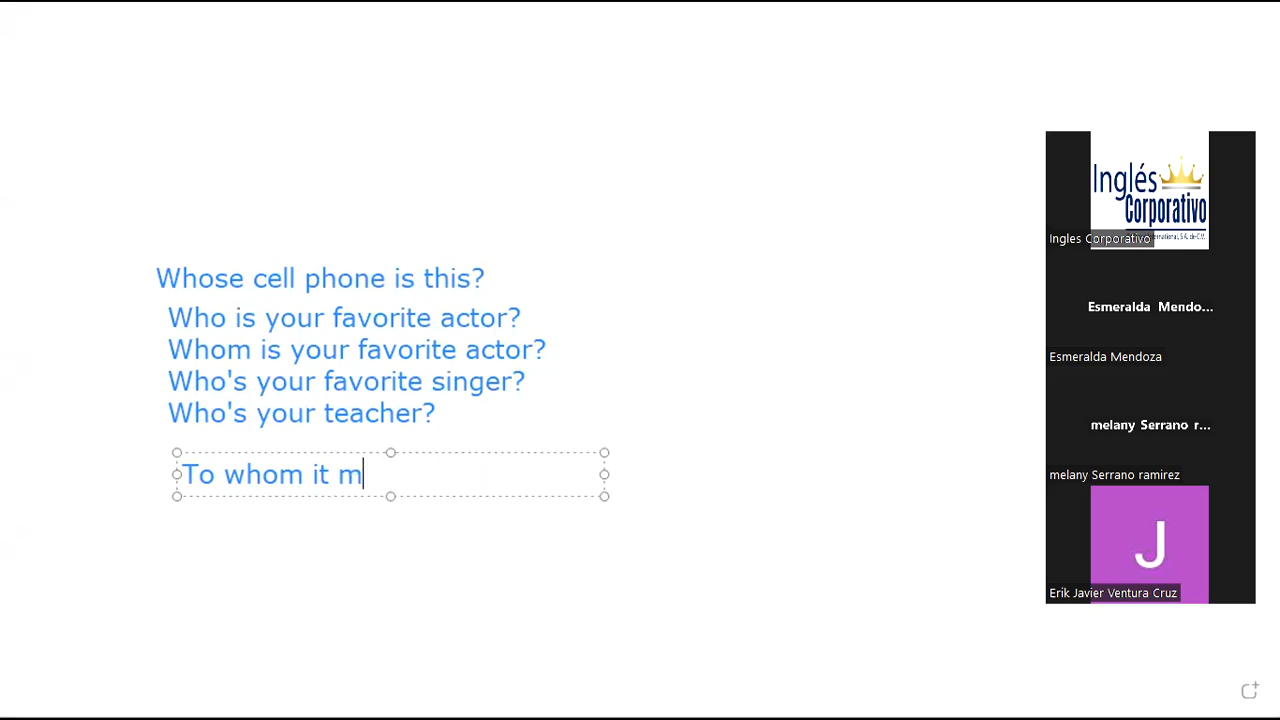 Whose cell phone is this?
Who is your favorite actor?
Whom is your favorite actor?
Who's your favorite singer?
Who's your teacher?
To whom it m
Inglés
Corporativo
Ingles Corporativo
Esmeralda Mendo...
Esmeralda Mendoza
melany Serrano r...
melany Serrano ramirez
J
Erik Javier Ventura Cruz